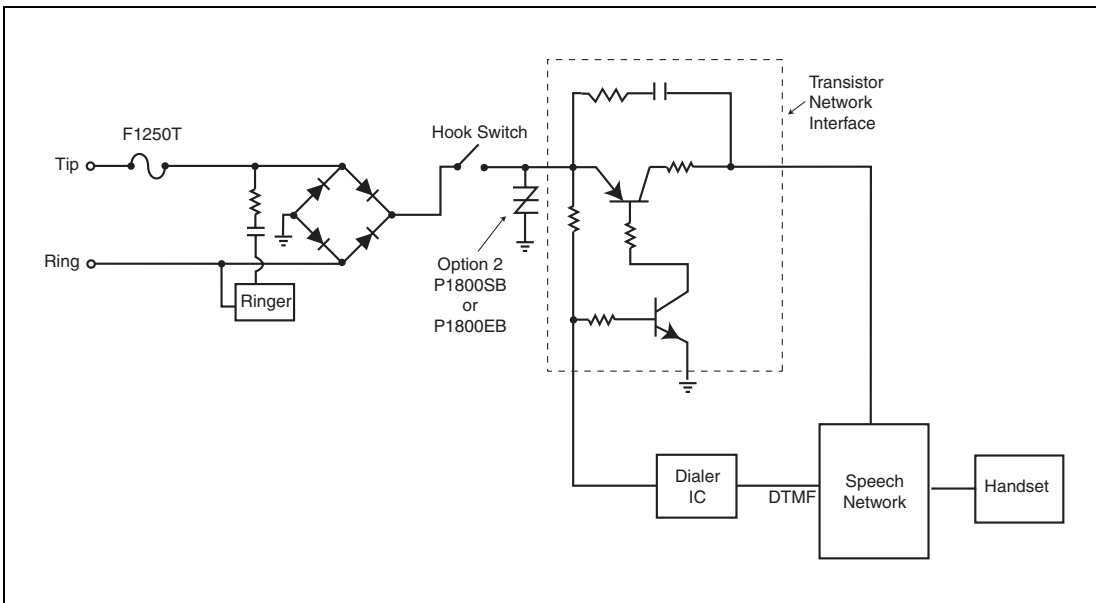 Transistor
Network
Interface
F1250T
Hook Switch
Tip
Ring
Ringer
Option 2
P1800SB
or
P1800EB
Dialer
IC
DTMF
Speech
Network
Handset